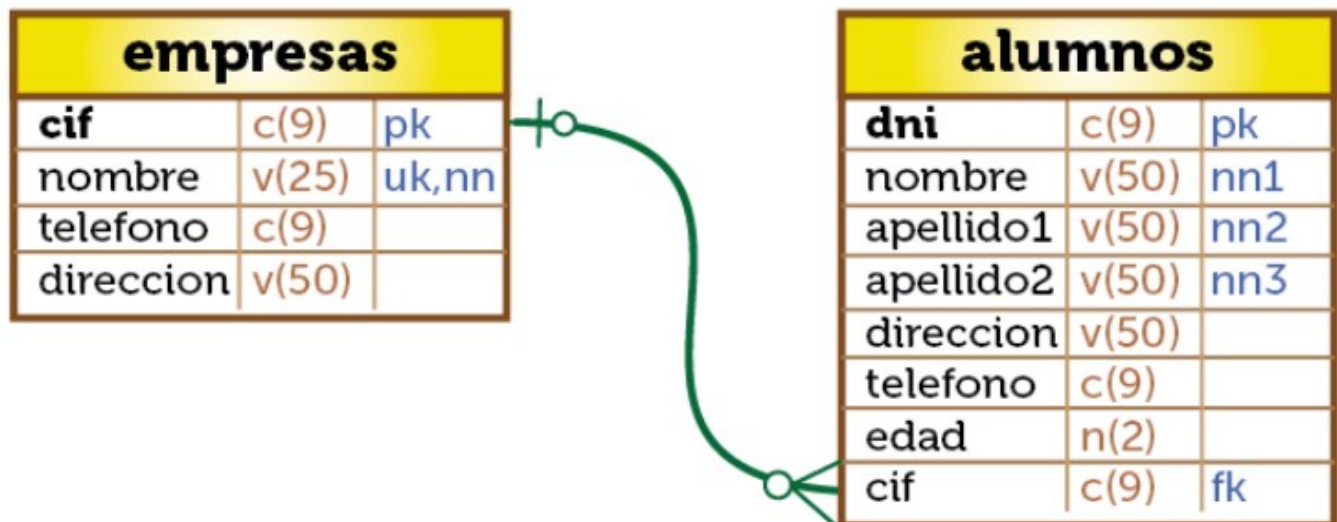 empresas
cif c(9) pk
nombre v(25) uk,nn
telefono c(9)
direccion v(50)
alumnos
dni c(9) pk
nombre v(50) nn1
apellido1 v(50) nn2
apellido2 v(50) nn3
direccion v(50)
telefono c(9)
edad n(2)
cif c(9) fk